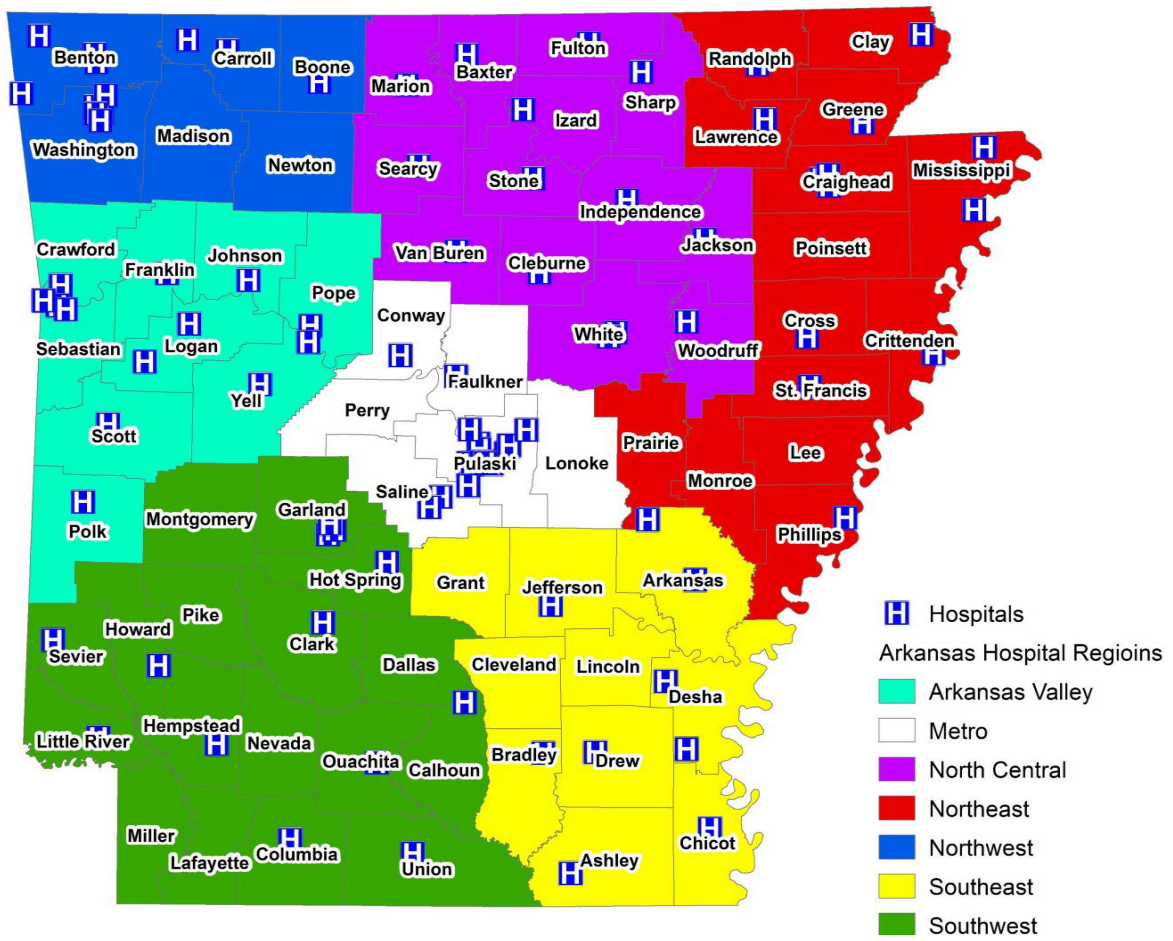 Benton
Carroll
Boone
Washington
Madison
Newton
Marion
Baxter
Fulton
Sharp
Izard
Searcy
Stone
Independence
Van Buren
Cleburne
Jackson
White
Woodruff
Randolph
Clay
Greene
Lawrence
Craighead
Mississippi
Poinsett
Cross
Crittenden
St. Francis
Lee
Prairie
Monroe
Phillips
Crawford
Franklin
Johnson
Pope
Sebastian
Logan
Yell
Scott
Polk
Conway
Faulkner
Perry
Pulaski
Lonoke
Saline
Montgomery
Garland
Hot Spring
Pike
Howard
Sevier
Clark
Dallas
Little River
Hempstead
Nevada
Ouachita
Calhoun
Miller
Lafayette
Columbia
Union
Grant
Jefferson
Arkansas
Cleveland
Lincoln
Desha
Bradley
Drew
Ashley
Chicot
H Hospitals
Arkansas Hospital Regioins
Arkansas Valley
Metro
North Central
Northeast
Northwest
Southeast
Southwest